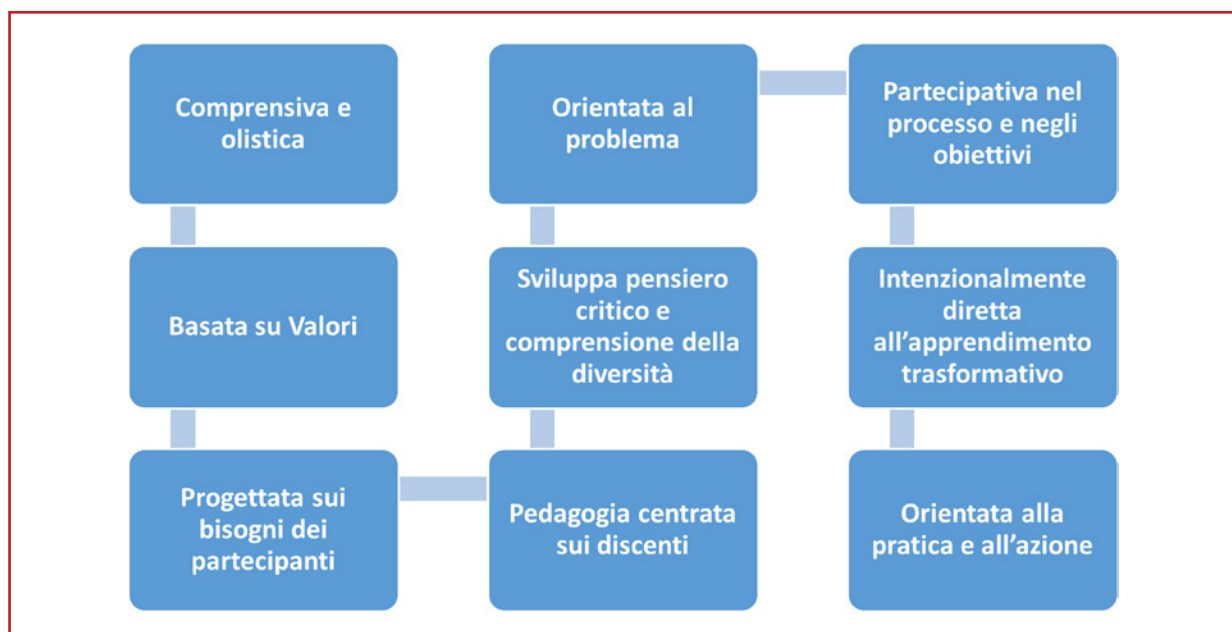 Comprensiva e
olistica
Basata su Valori
Progettata sui
bisogni dei
partecipanti
Pedagogia centrata
sui discenti
Sviluppa pensiero
critico e
comprensione della
diversità
Orientata al
problema
Partecipativa nel
processo e negli
obiettivi
Intenzionalmente
diretta
all’apprendimento
trasformativo
Orientata alla
pratica e all’azione